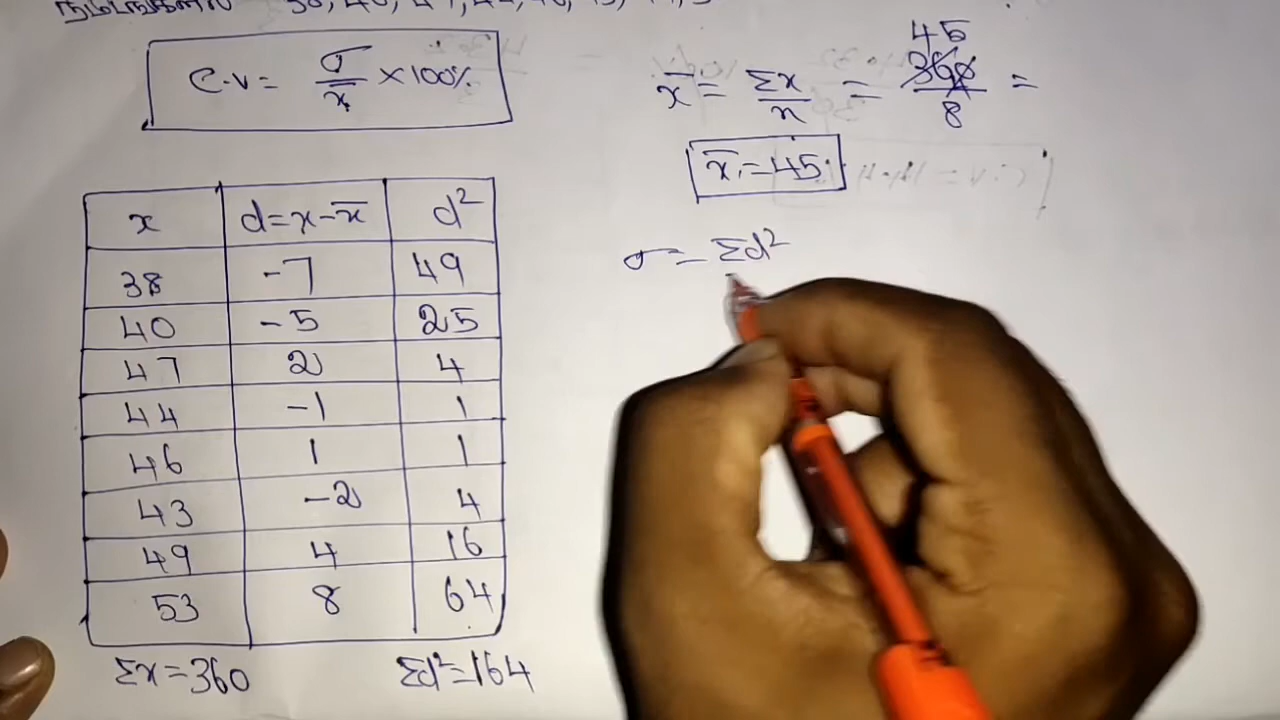 C.V = σ/x̄ × 100%
x̄ = Σx/n = 45 360/8 =
x̄ = 45
σ = Σd²
x d=x-x̄ d²
38 -7 49
40 -5 25
47 2 4
44 -1 1
46 1 1
43 -2 4
49 4 16
53 8 64
Σx=360 Σd²=164